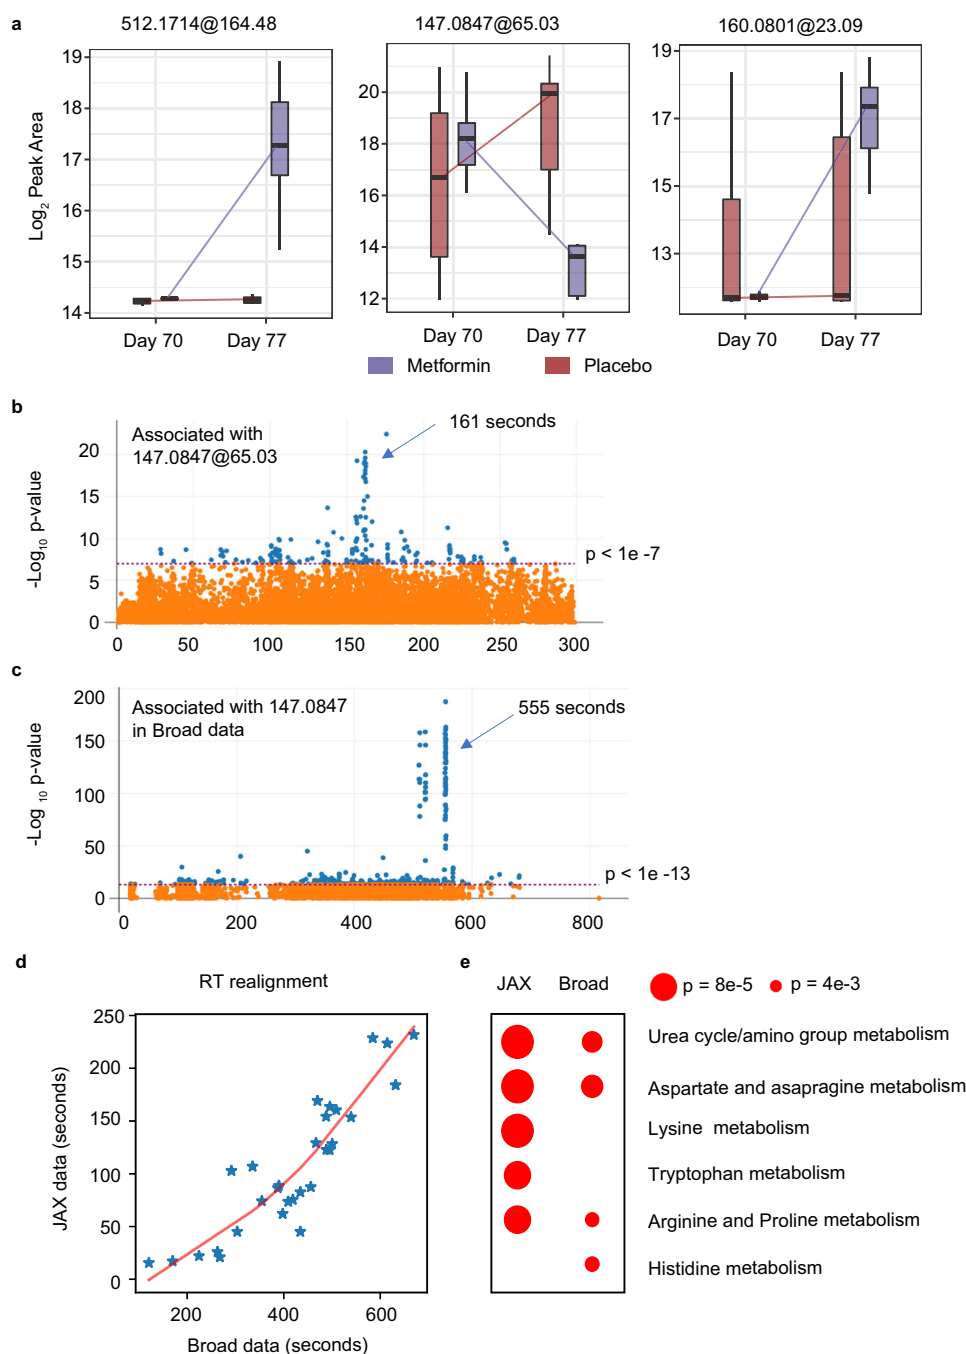 a
512.1714@164.48
147.0847@65.03
160.0801@23.09
Log2 Peak Area
19
18
17
16
15
14
Day 70
Day 77
20
18
16
14
12
Day 70
Day 77
19
17
15
13
Day 70
Day 77
Metformin
Placebo
b
Associated with
147.0847@65.03
161 seconds
-Log10 p-value
20
15
10
5
0
p < 1e -7
0 50 100 150 200 250 300
c
Associated with 147.0847
in Broad data
555 seconds
-Log 10 p-value
200
150
100
50
0
p < 1e -13
0 200 400 600 800
d
RT realignment
JAX data (seconds)
250
200
150
100
50
0
200 400 600
Broad data (seconds)
e
JAX Broad
p = 8e-5
p = 4e-3
Urea cycle/amino group metabolism
Aspartate and asapragine metabolism
Lysine metabolism
Tryptophan metabolism
Arginine and Proline metabolism
Histidine metabolism